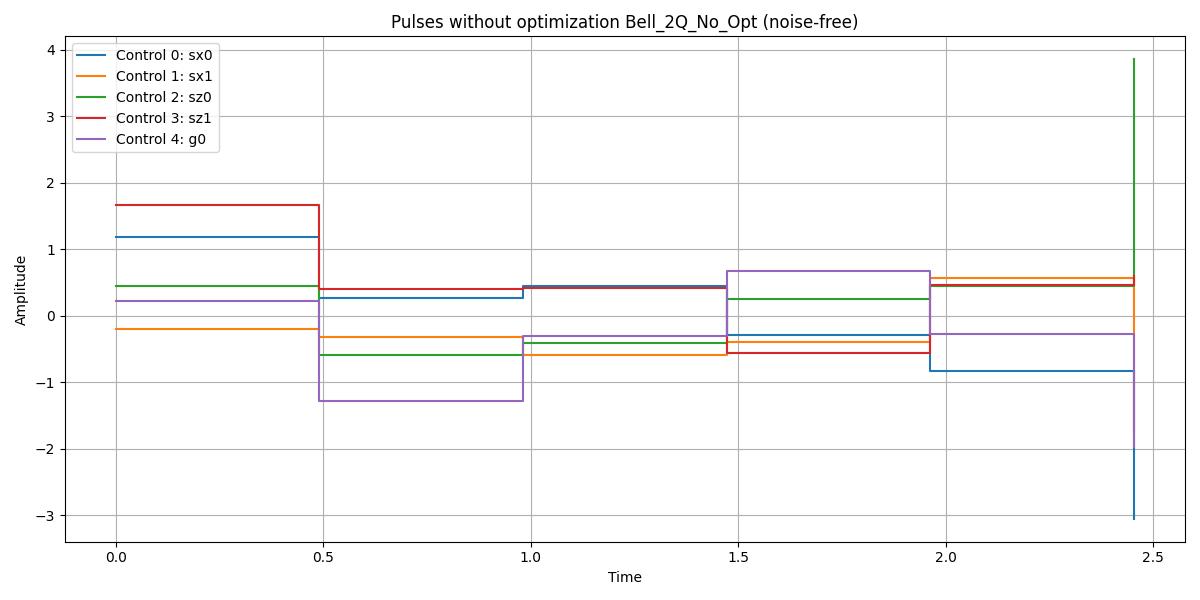 Pulses without optimization Bell_2Q_No_Opt (noise-free)
Control 0: sx0
Control 1: sx1
Control 2: sz0
Control 3: sz1
Control 4: g0
Amplitude
4
3
2
1
0
−1
−2
−3
0.0 0.5 1.0 1.5 2.0 2.5
Time